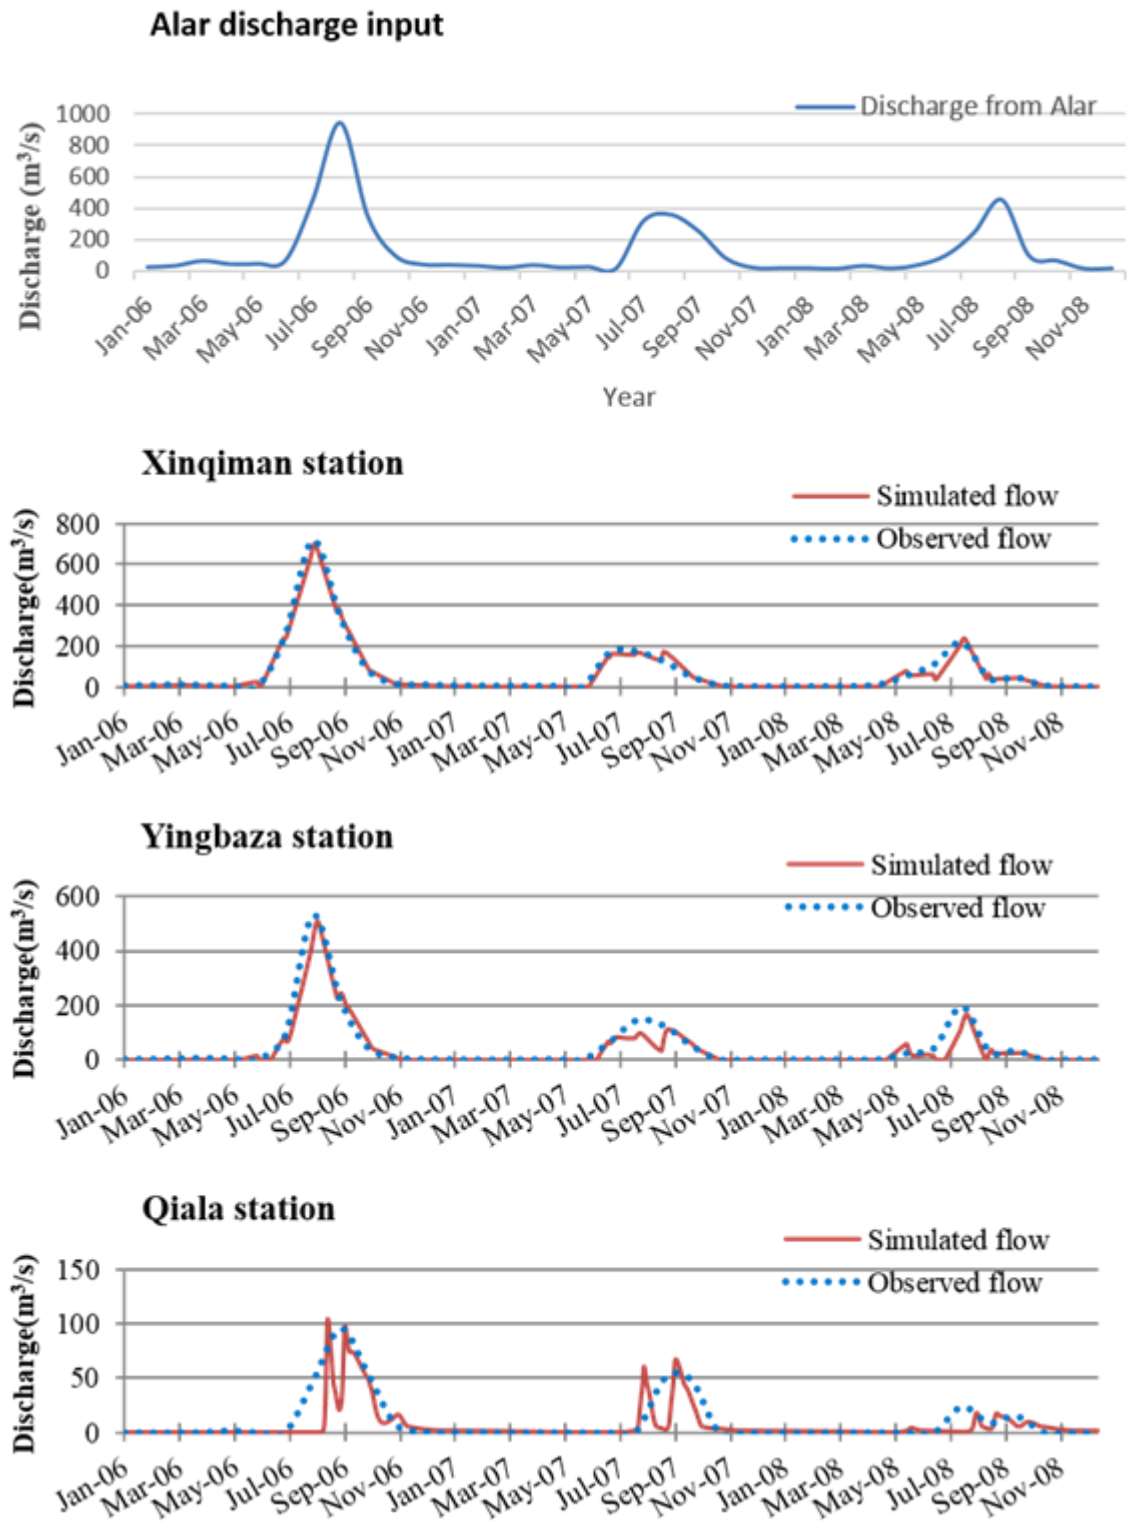 Alar discharge input
Discharge from Alar
Discharge (m³/s)
1000
800
600
400
200
0
Jan-06 Mar-06 May-06 Jul-06 Sep-06 Nov-06 Jan-07 Mar-07 May-07 Jul-07 Sep-07 Nov-07 Jan-08 Mar-08 May-08 Jul-08 Sep-08 Nov-08
Year
Xinqiman station
Simulated flow
Observed flow
Discharge(m³/s)
800
600
400
200
0
Jan-06 Mar-06 May-06 Jul-06 Sep-06 Nov-06 Jan-07 Mar-07 May-07 Jul-07 Sep-07 Nov-07 Jan-08 Mar-08 May-08 Jul-08 Sep-08 Nov-08
Yingbaza station
Simulated flow
Observed flow
Discharge(m³/s)
600
400
200
0
Jan-06 Mar-06 May-06 Jul-06 Sep-06 Nov-06 Jan-07 Mar-07 May-07 Jul-07 Sep-07 Nov-07 Jan-08 Mar-08 May-08 Jul-08 Sep-08 Nov-08
Qiala station
Simulated flow
Observed flow
Discharge(m³/s)
150
100
50
0
Jan-06 Mar-06 May-06 Jul-06 Sep-06 Nov-06 Jan-07 Mar-07 May-07 Jul-07 Sep-07 Nov-07 Jan-08 Mar-08 May-08 Jul-08 Sep-08 Nov-08